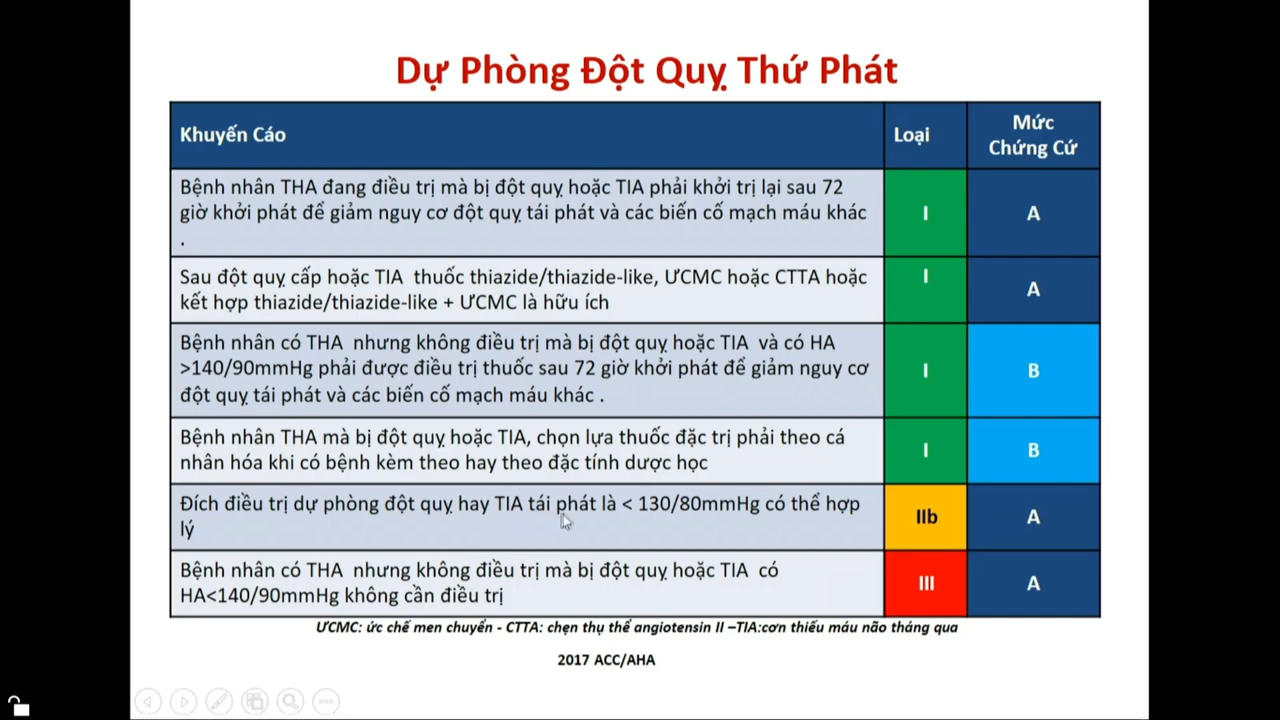 Dự Phòng Đột Quỵ Thứ Phát
Khuyến Cáo
Loại
Mức
Chứng Cứ
Bệnh nhân THA đang điều trị mà bị đột quỵ hoặc TIA phải khởi trị lại sau 72
giờ khởi phát để giảm nguy cơ đột quỵ tái phát và các biến cố mạch máu khác
.
I
A
Sau đột quỵ cấp hoặc TIA thuốc thiazide/thiazide-like, ƯCMC hoặc CTTA hoặc
kết hợp thiazide/thiazide-like + ƯCMC là hữu ích
I
A
Bệnh nhân có THA nhưng không điều trị mà bị đột quỵ hoặc TIA và có HA
>140/90mmHg phải được điều trị thuốc sau 72 giờ khởi phát để giảm nguy cơ
đột quỵ tái phát và các biến cố mạch máu khác .
I
B
Bệnh nhân THA mà bị đột quỵ hoặc TIA, chọn lựa thuốc đặc trị phải theo cá
nhân hóa khi có bệnh kèm theo hay theo đặc tính dược học
I
B
Đích điều trị dự phòng đột quỵ hay TIA tái phát là < 130/80mmHg có thể hợp
lý
IIb
A
Bệnh nhân có THA nhưng không điều trị mà bị đột quỵ hoặc TIA có
HA<140/90mmHg không cần điều trị
III
A
ƯCMC: ức chế men chuyển - CTTA: chẹn thụ thể angiotensin II –TIA:cơn thiếu máu não tháng qua
2017 ACC/AHA